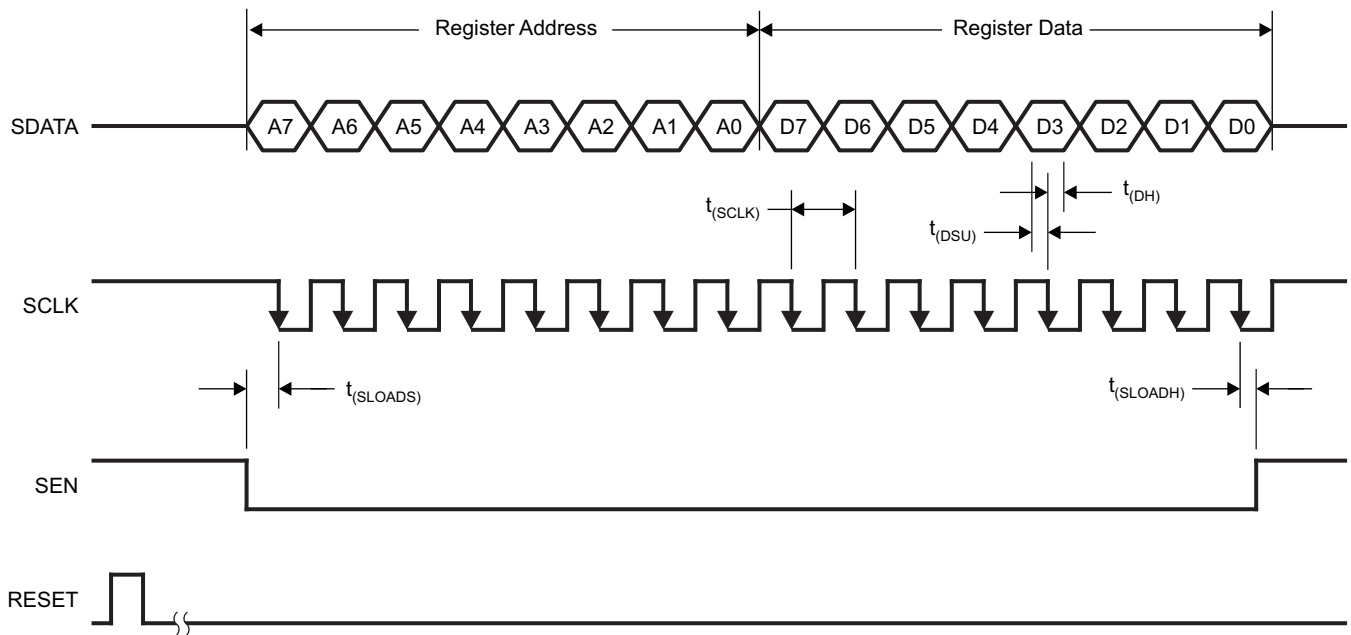 Register Address
Register Data
SDATA
A7 A6 A5 A4 A3 A2 A1 A0 D7 D6 D5 D4 D3 D2 D1 D0
t(SCLK)
t(DH)
t(DSU)
SCLK
t(SLOADS)
t(SLOADH)
SEN
RESET